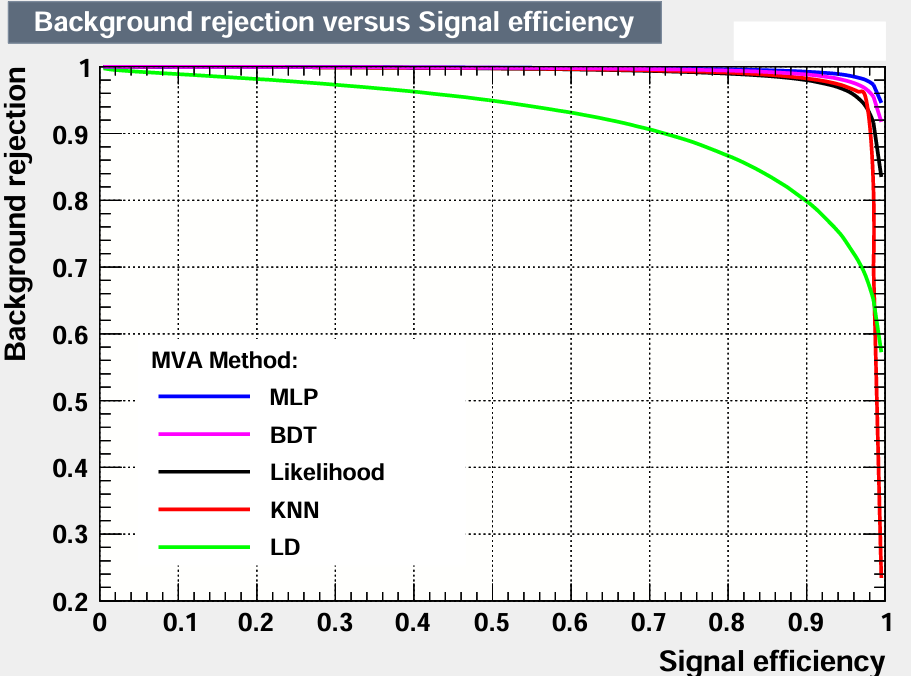 Background rejection versus Signal efficiency
Background rejection
1
0.9
0.8
0.7
0.6
0.5
0.4
0.3
0.2
MVA Method:
MLP
BDT
Likelihood
KNN
LD
0 0.1 0.2 0.3 0.4 0.5 0.6 0.7 0.8 0.9 1
Signal efficiency